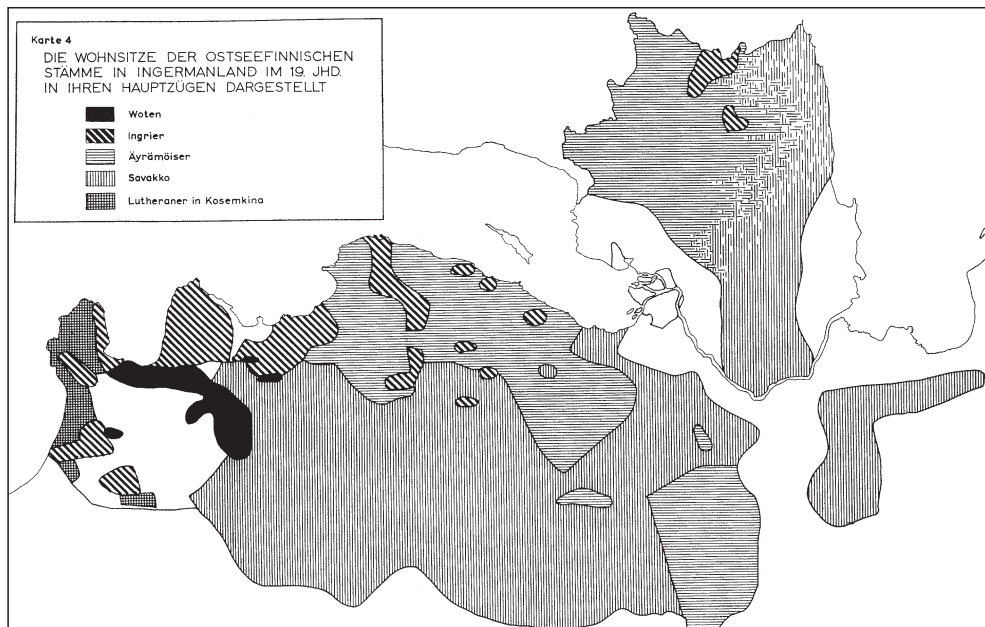 Karte 4
DIE WOHNSITZE DER OSTSEEFINNISCHEN
STÄMME IN INGERMANLAND IM 19. JHD.
IN IHREN HAUPTZÜGEN DARGESTELLT
Woten
Ingrier
Äyrämöiser
Savakko
Lutheraner in Kosemkina